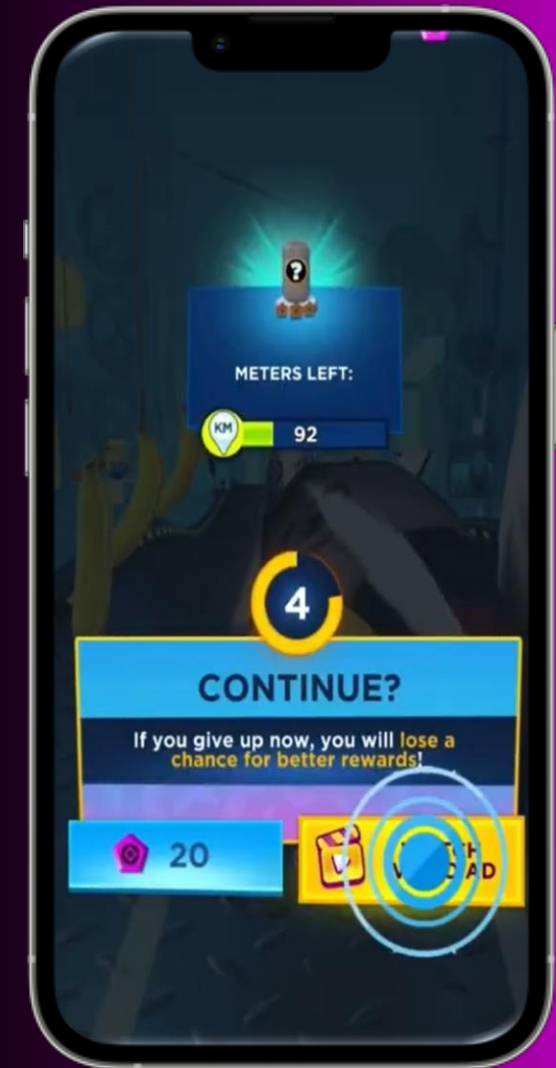 ?
METERS LEFT:
KM
92
4
CONTINUE?
If you give up now, you will lose a
chance for better rewards!
20
AD